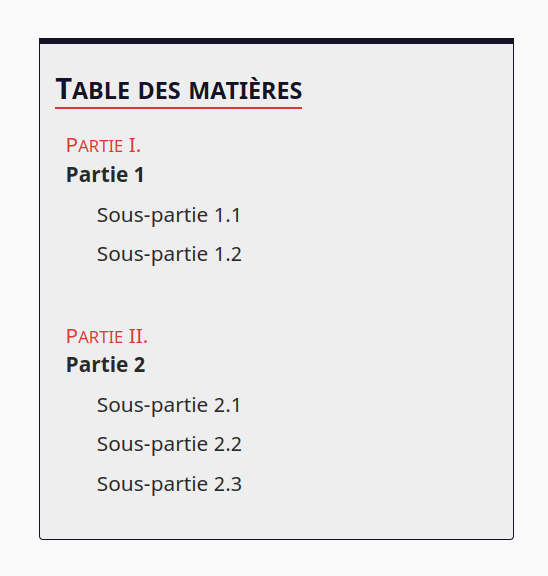 Table des matières
Partie I.
Partie 1
Sous-partie 1.1
Sous-partie 1.2
Partie II.
Partie 2
Sous-partie 2.1
Sous-partie 2.2
Sous-partie 2.3